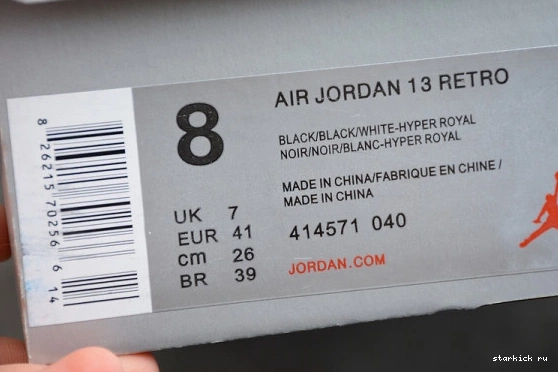 8 26215 70256 6 14
8
AIR JORDAN 13 RETRO
BLACK/BLACK/WHITE-HYPER ROYAL
NOIR/NOIR/BLANC-HYPER ROYAL
MADE IN CHINA/FABRIQUE EN CHINE /
MADE IN CHINA
UK 7
EUR 41
cm 26
BR 39
414571 040
JORDAN.COM
starkick ru